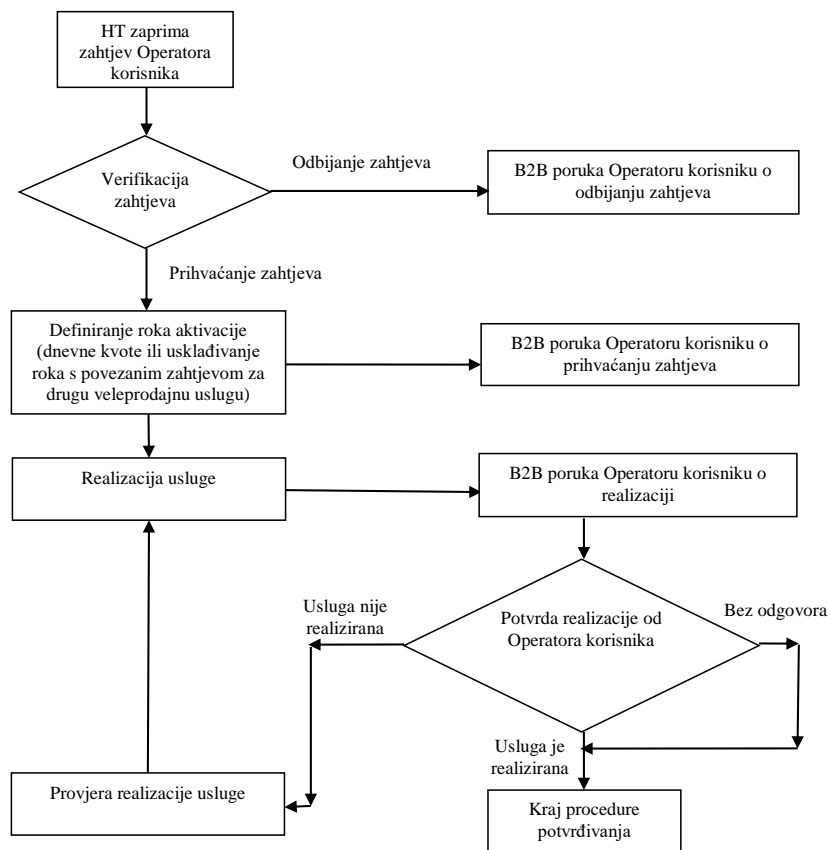 HT zaprima
zahtjev Operatora
korisnika
Odbijanje zahtjeva
Verifikacija
zahtjeva
B2B poruka Operatoru korisniku o
odbijanju zahtjeva
Prihvaćanje zahtjeva
Definiranje roka aktivacije
(dnevne kvote ili usklađivanje
roka s povezanim zahtjevom za
drugu veleprodajnu uslugu)
B2B poruka Operatoru korisniku o
prihvaćanju zahtjeva
Realizacija usluge
B2B poruka Operatoru korisniku o
realizaciji
Usluga nije
realizirana
Potvrda realizacije od
Operatora korisnika
Bez odgovora
Usluga je
realizirana
Provjera realizacije usluge
Kraj procedure
potvrđivanja